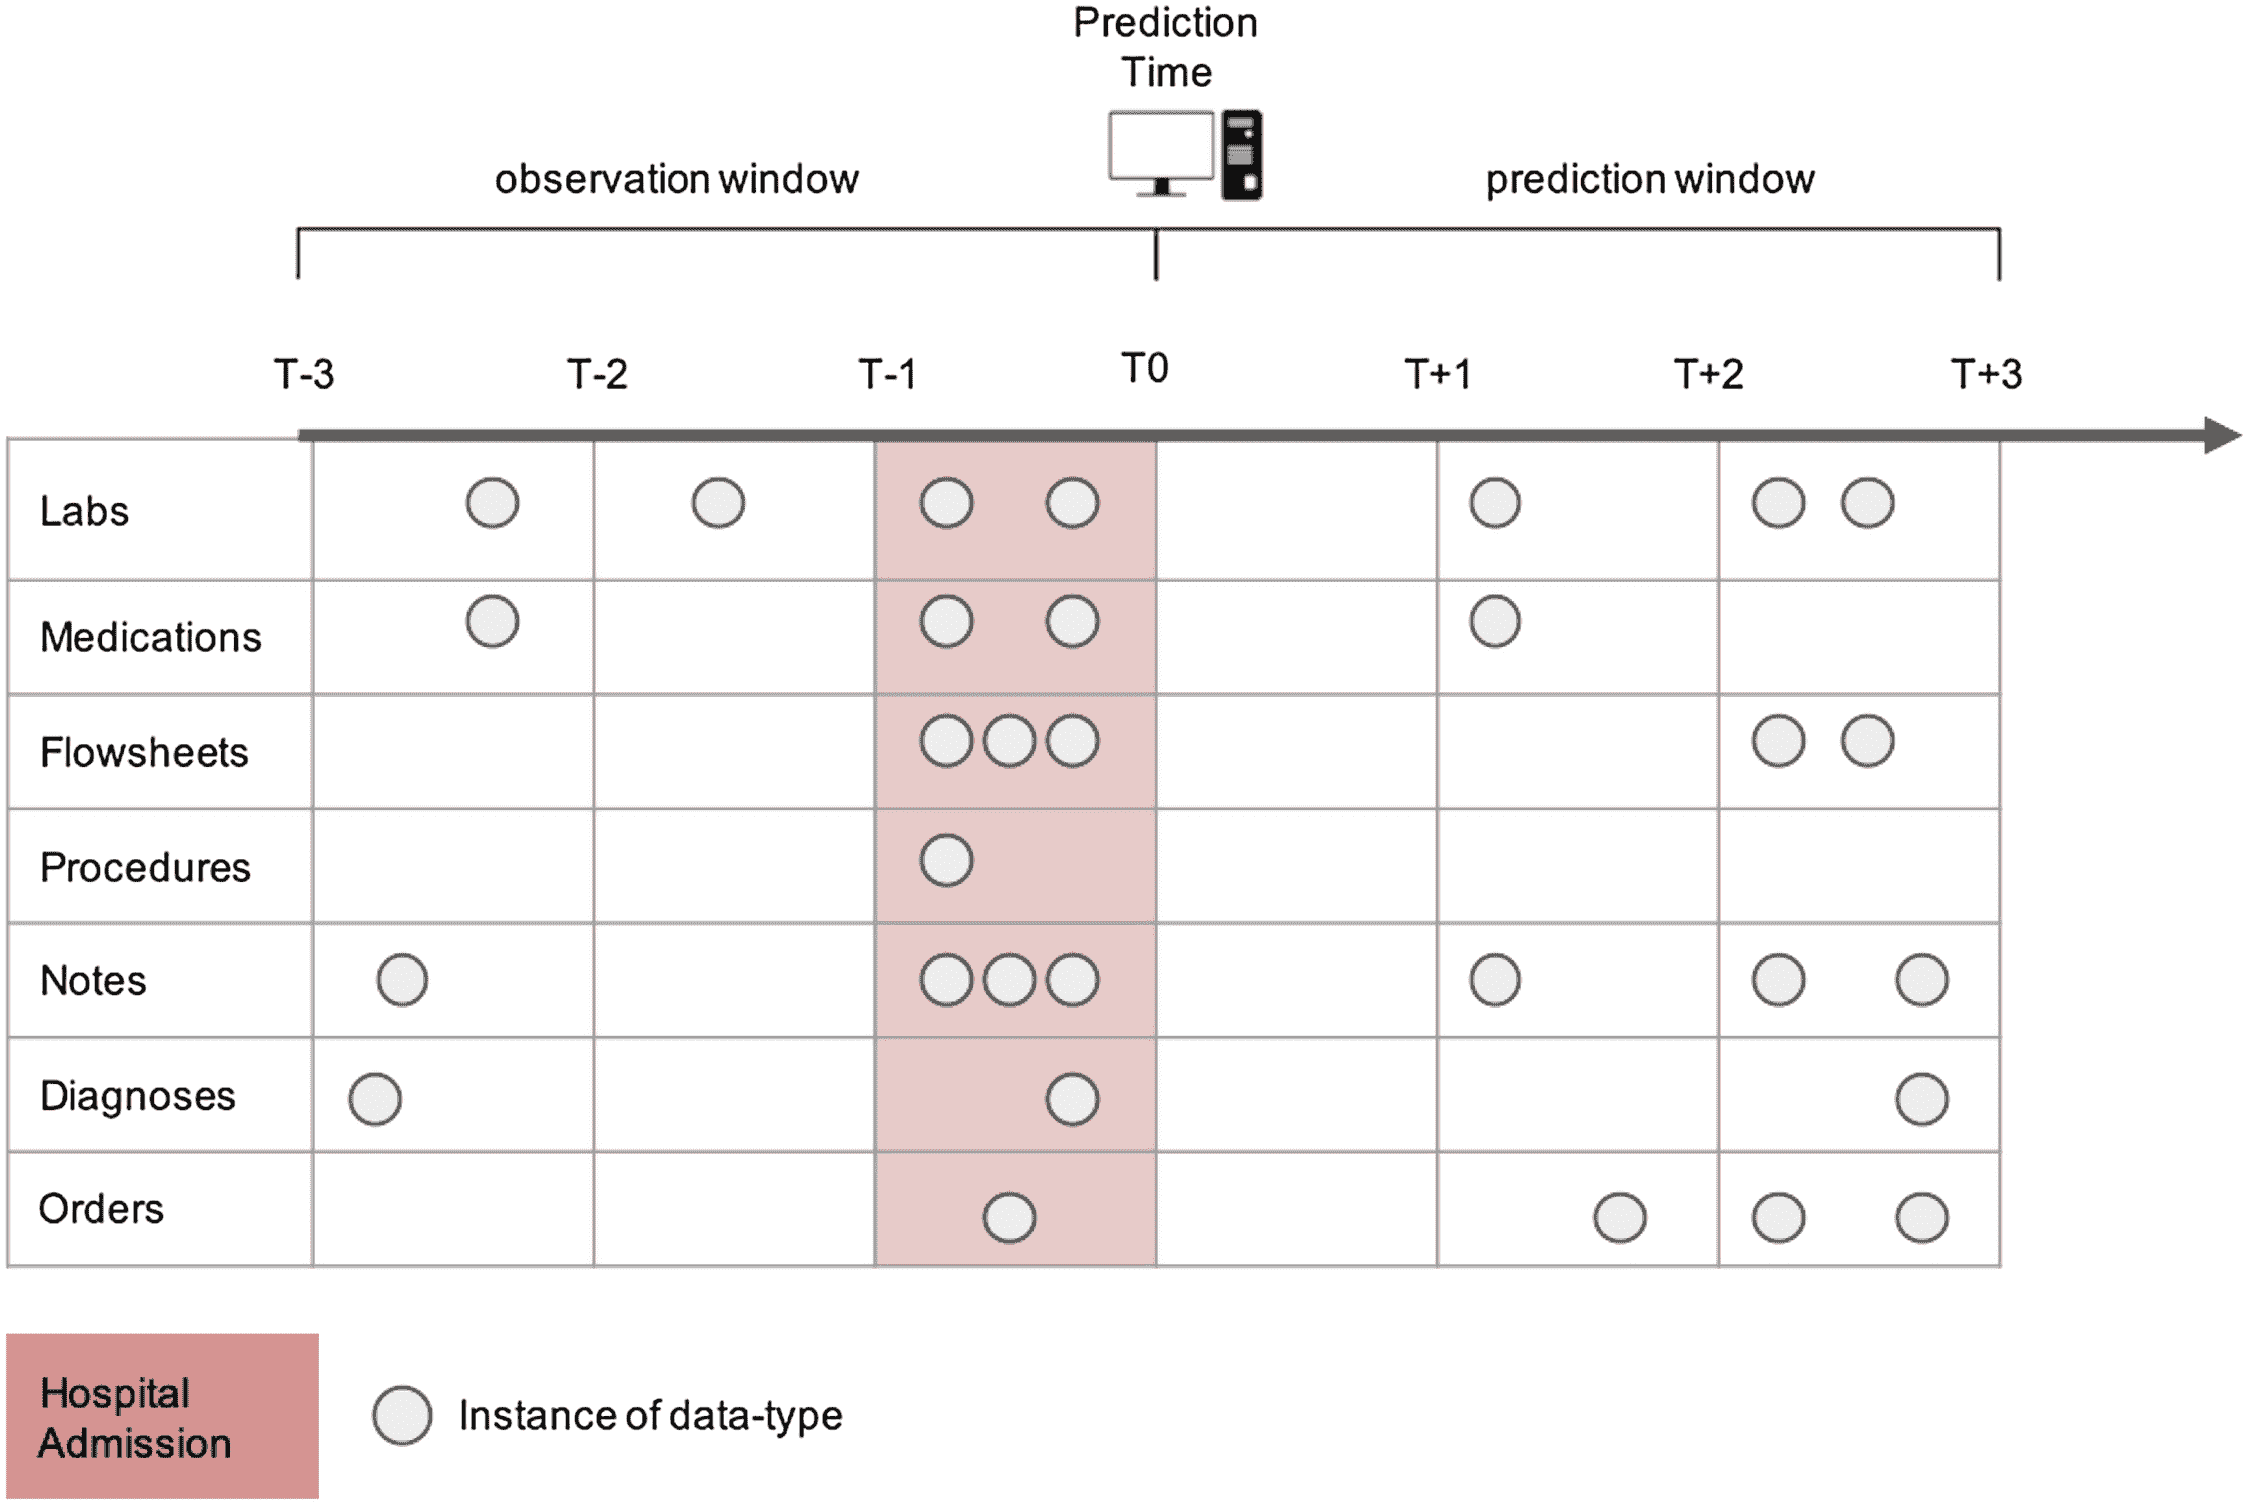 Prediction
Time
observation window
prediction window
T-3 T-2 T-1 T0 T+1 T+2 T+3
Labs
Medications
Flowsheets
Procedures
Notes
Diagnoses
Orders
Hospital
Admission
Instance of data-type